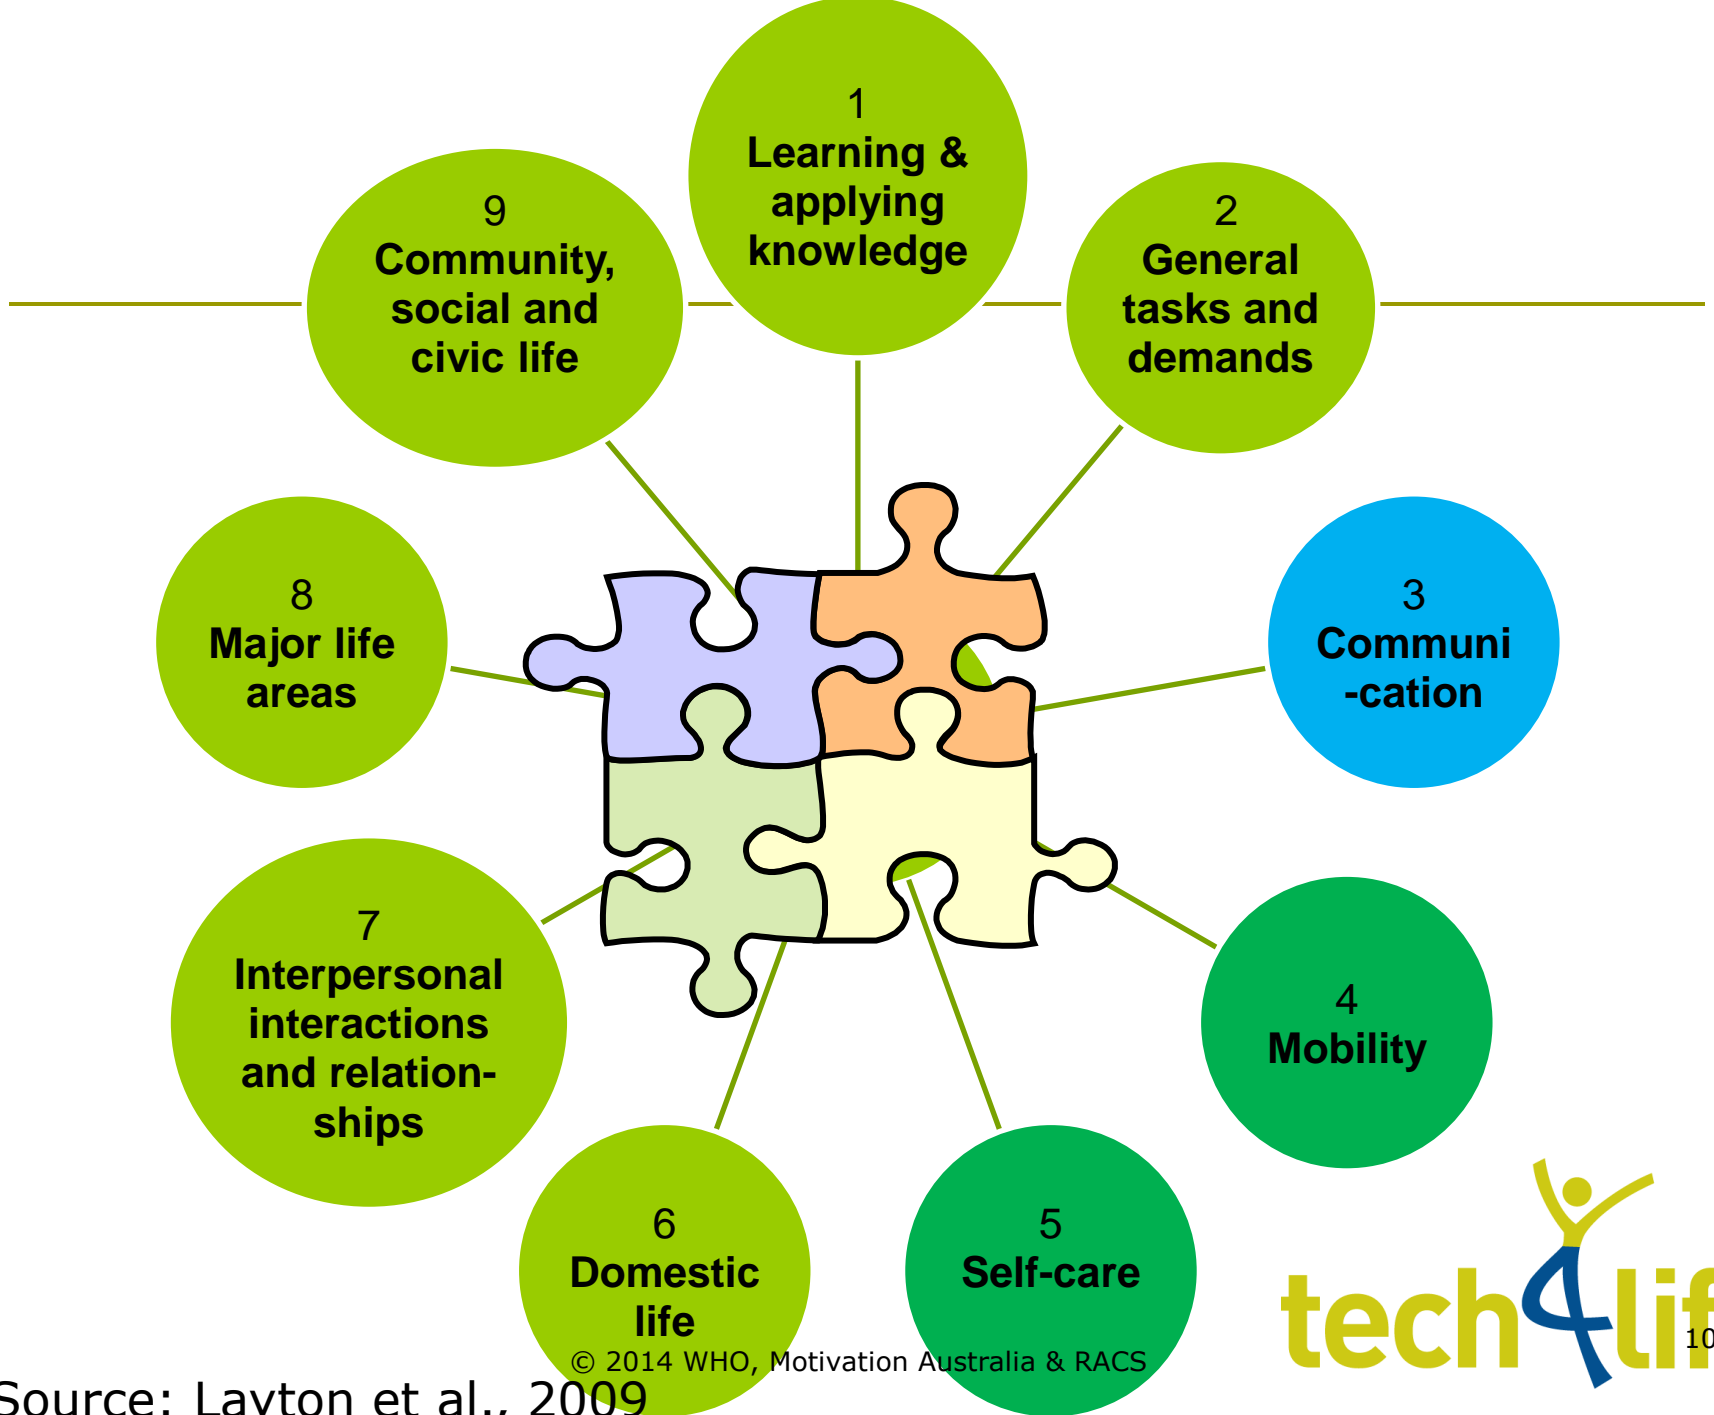 1
Learning &
applying
knowledge
2
General
tasks and
demands
3
Communi
-cation
4
Mobility
5
Self-care
6
Domestic
life
7
Interpersonal
interactions
and relation-
ships
8
Major life
areas
9
Community,
social and
civic life
tech4lif
10
© 2014 WHO, Motivation Australia & RACS
Source: Layton et al., 2009